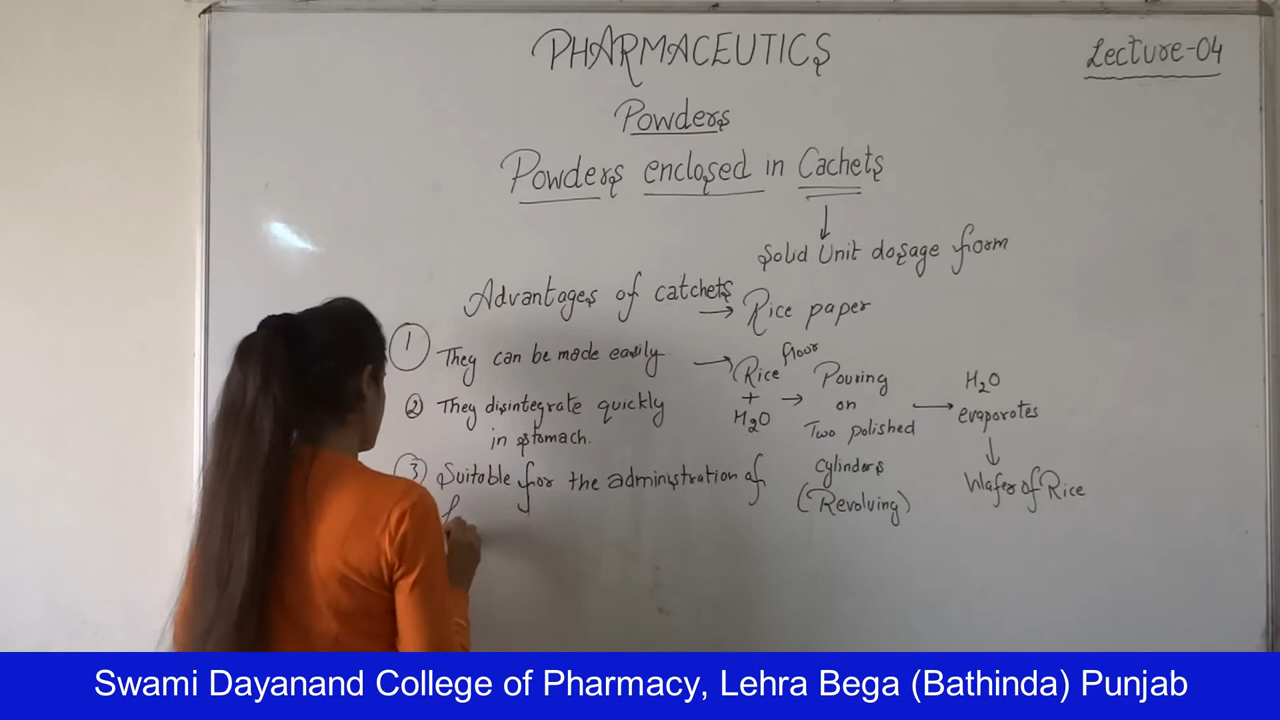 PHARMACEUTICS
Lecture-04
Powders
Powders enclosed in Cachets
↓
Solid Unit dosage form
Advantages of catchets
→ Rice paper
① They can be made easily
② They disintegrate quickly
in stomach.
③ Suitable for the administration of
→ Rice floor
+
H2O
→ Pouring
on
Two polished
Cylinders
(Revolving)
→ H2O
evaporates
↓
Wafer of Rice
Swami Dayanand College of Pharmacy, Lehra Bega (Bathinda) Punjab